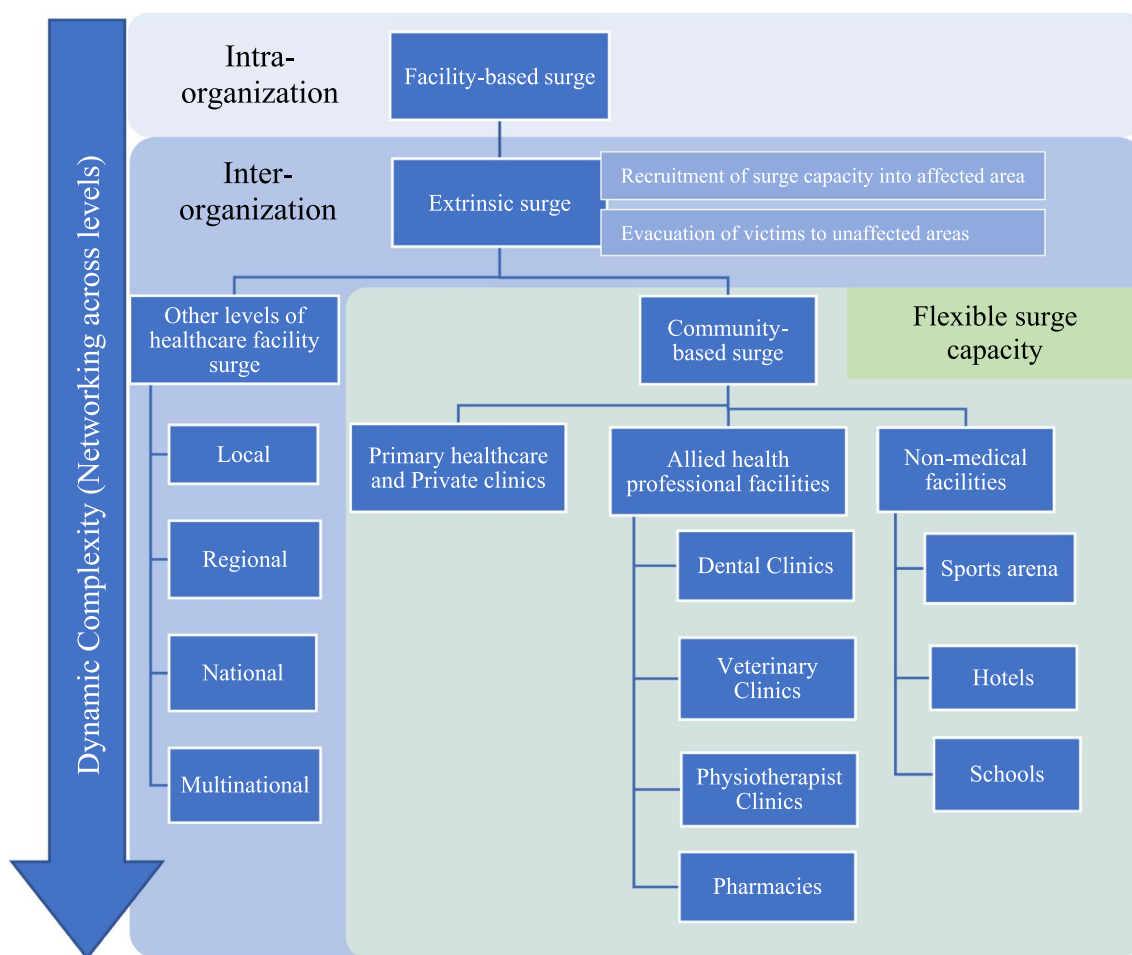 Dynamic Complexity (Networking across levels)
Intra-
organization
Facility-based surge
Inter-
organization
Extrinsic surge
Recruitment of surge capacity into affected area
Evacuation of victims to unaffected areas
Other levels of
healthcare facility
surge
Local
Regional
National
Multinational
Community-
based surge
Flexible surge
capacity
Primary healthcare
and Private clinics
Allied health
professional facilities
Dental Clinics
Veterinary
Clinics
Physiotherapist
Clinics
Pharmacies
Non-medical
facilities
Sports arena
Hotels
Schools